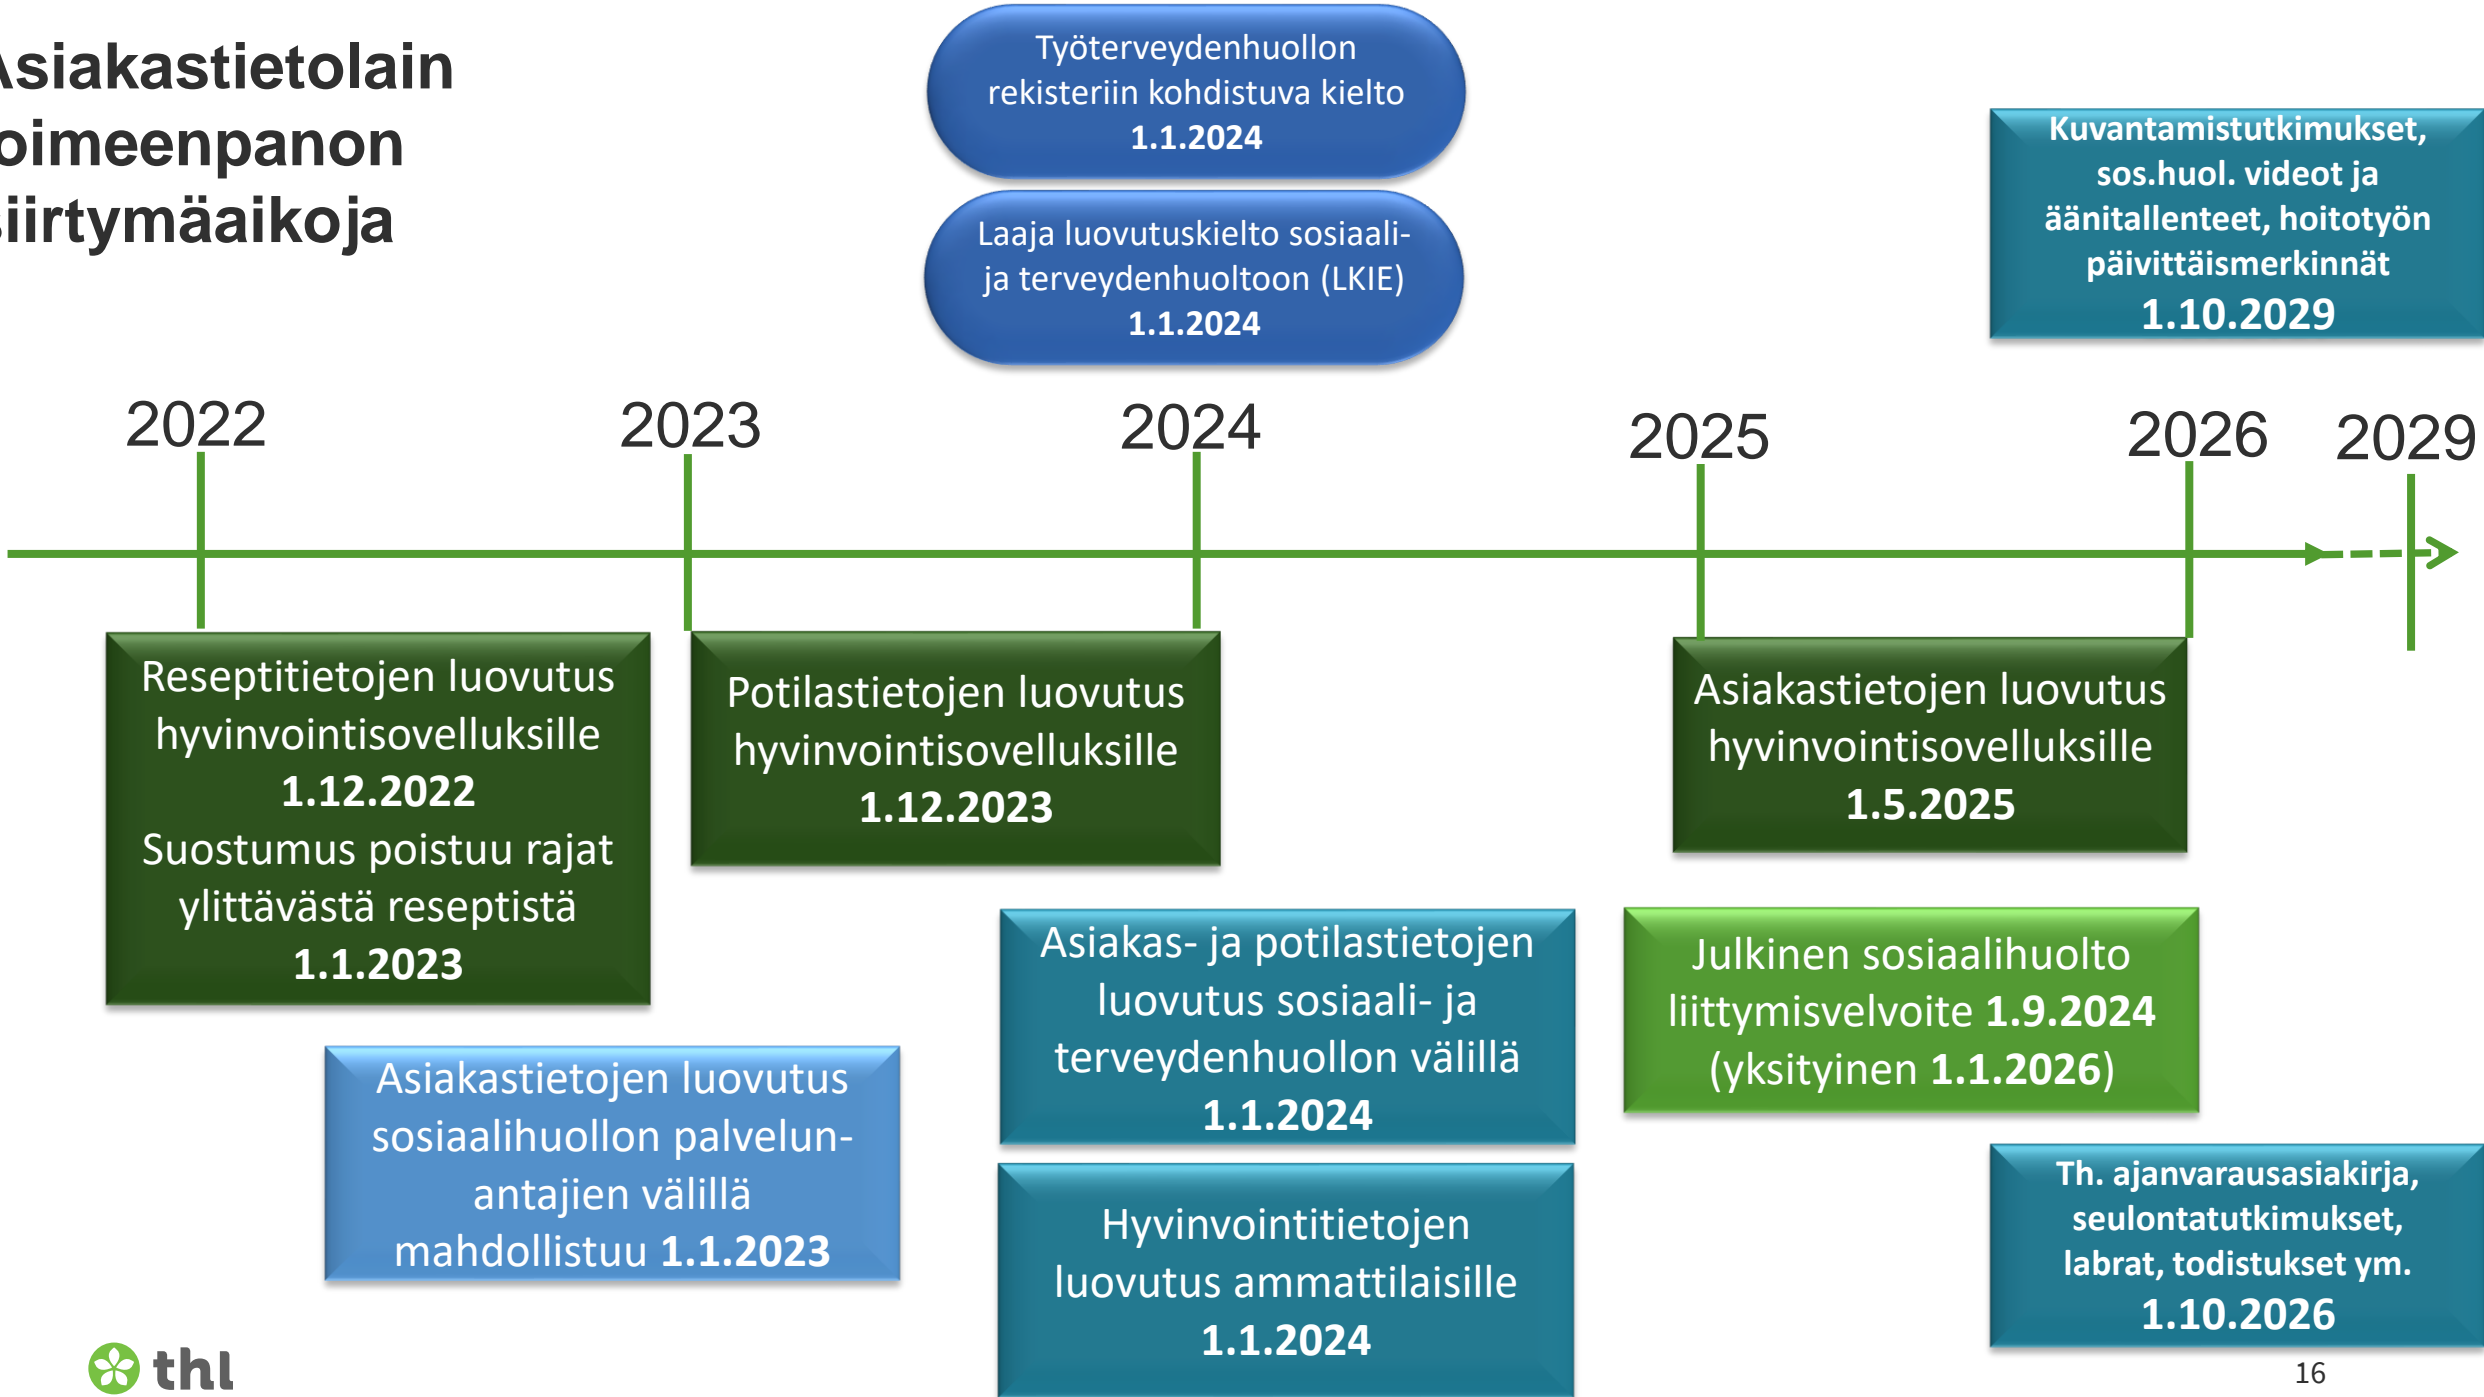 Asiakastietolain
oimeenpanon
siirtymäaikoja
Työterveydenhuollon
rekisteriin kohdistuva kielto
1.1.2024
Laaja luovutuskielto sosiaali-
ja terveydenhuoltoon (LKIE)
1.1.2024
Kuvantamistutkimukset,
sos.huol. videot ja
äänitallenteet, hoitotyön
päivittäismerkinnät
1.10.2029
2022
2023
2024
2025
2026
2029
Reseptitietojen luovutus
hyvinvointisovelluksille
1.12.2022
Suostumus poistuu rajat
ylittävästä reseptistä
1.1.2023
Potilastietojen luovutus
hyvinvointisovelluksille
1.12.2023
Asiakastietojen luovutus
hyvinvointisovelluksille
1.5.2025
Asiakastietojen luovutus
sosiaalihuollon palvelun-
antajien välillä
mahdollistuu 1.1.2023
Asiakas- ja potilastietojen
luovutus sosiaali- ja
terveydenhuollon välillä
1.1.2024
Julkinen sosiaalihuolto
liittymisvelvoite 1.9.2024
(yksityinen 1.1.2026)
Hyvinvointitietojen
luovutus ammattilaisille
1.1.2024
Th. ajanvarausasiakirja,
seulontatutkimukset,
labrat, todistukset ym.
1.10.2026
thl
16